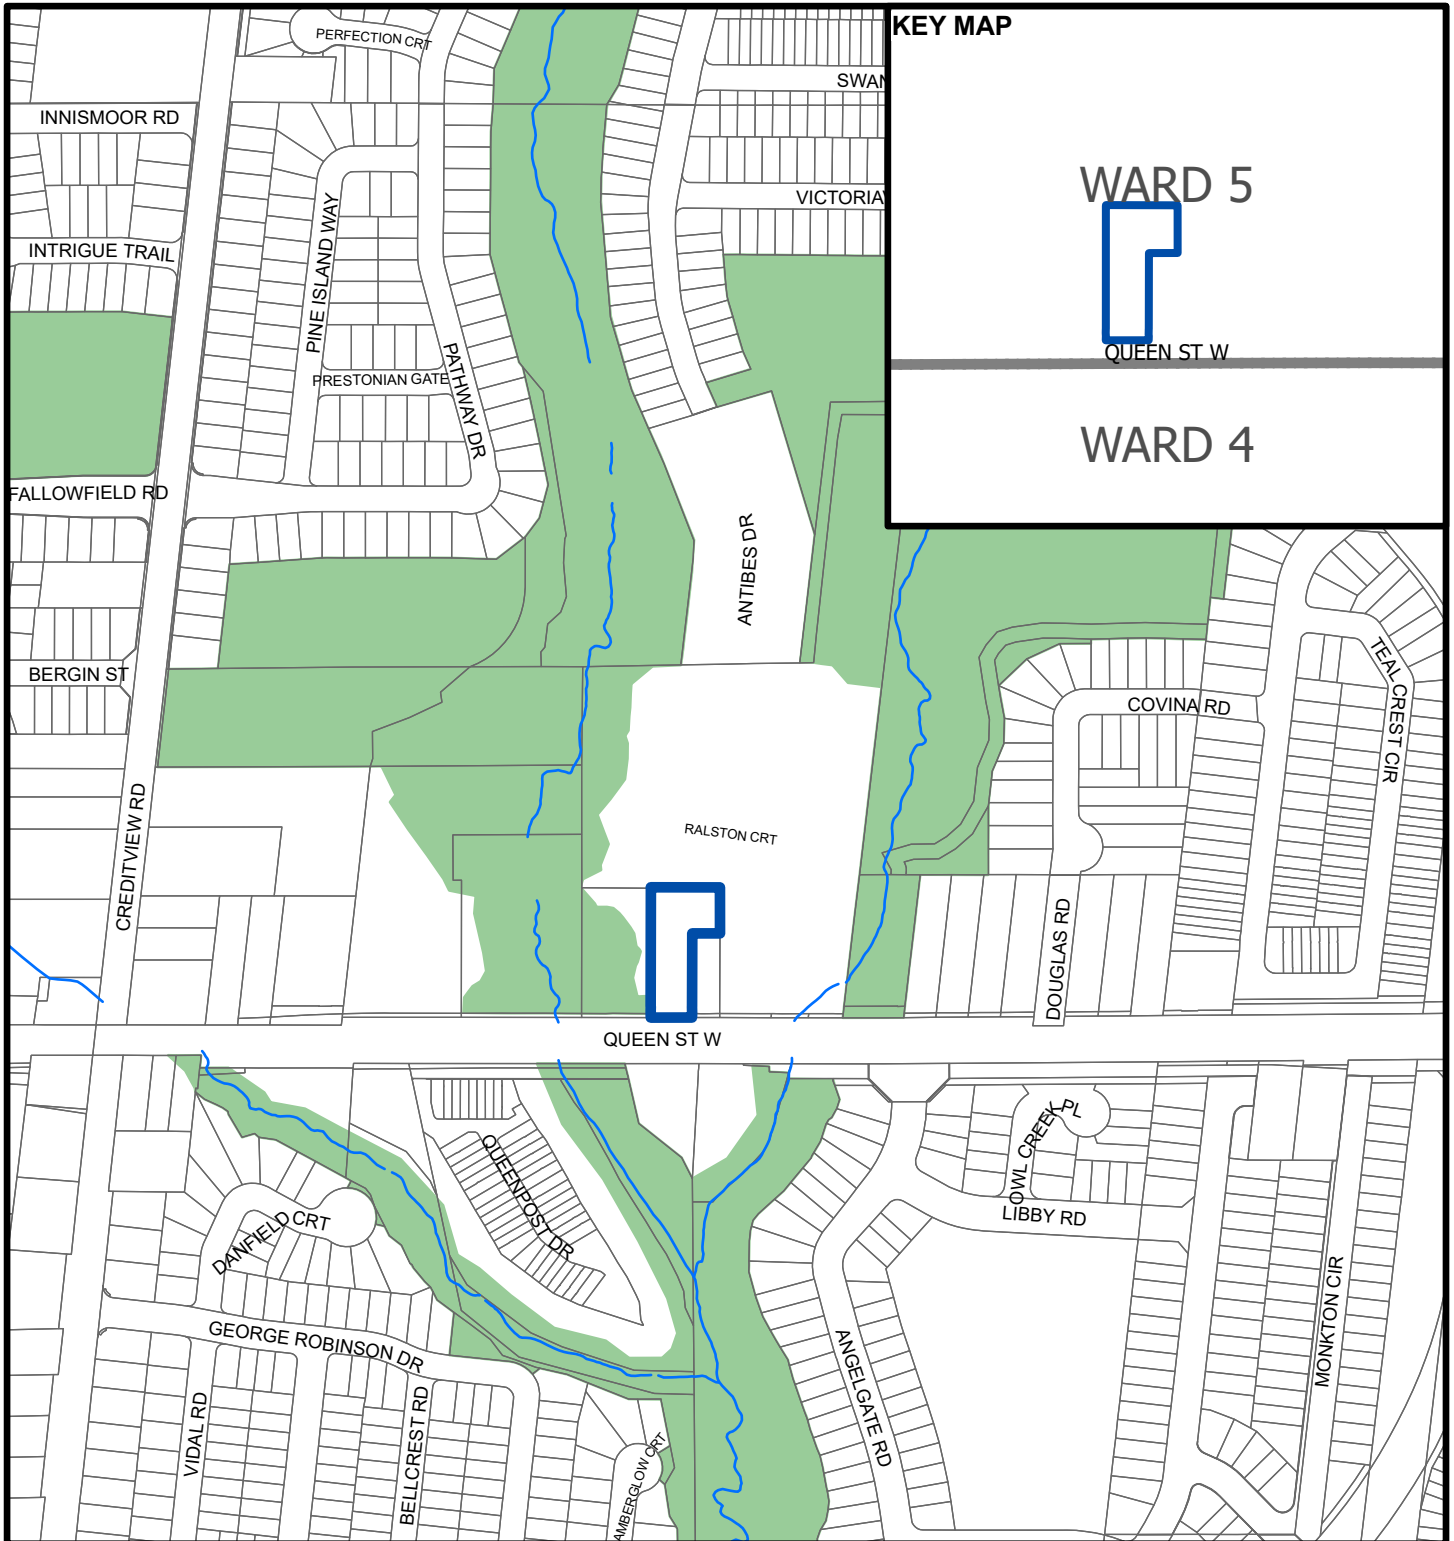 KEY MAP
PERFECTION CRT
SWAN
INNISMOOR RD
WARD 5
VICTORIA
INTRIGUE TRAIL
PINE ISLAND WAY
QUEEN ST W
PRESTONIAN GATE
PATHWAY DR
WARD 4
FALLOWFIELD RD
ANTIBES DR
BERGIN ST
TEAL CREST CIR
COVINA RD
CREDITVIEW RD
RALSTON CRT
DOUGLAS RD
QUEEN ST W
OWL CREEK PL
QUEENPOST DR
LIBBY RD
DANFIELD CRT
MONKTON CIR
GEORGE ROBINSON DR
ANGELGATE RD
VIDAL RD
BELLCREST RD
AMBERGLOW CRT